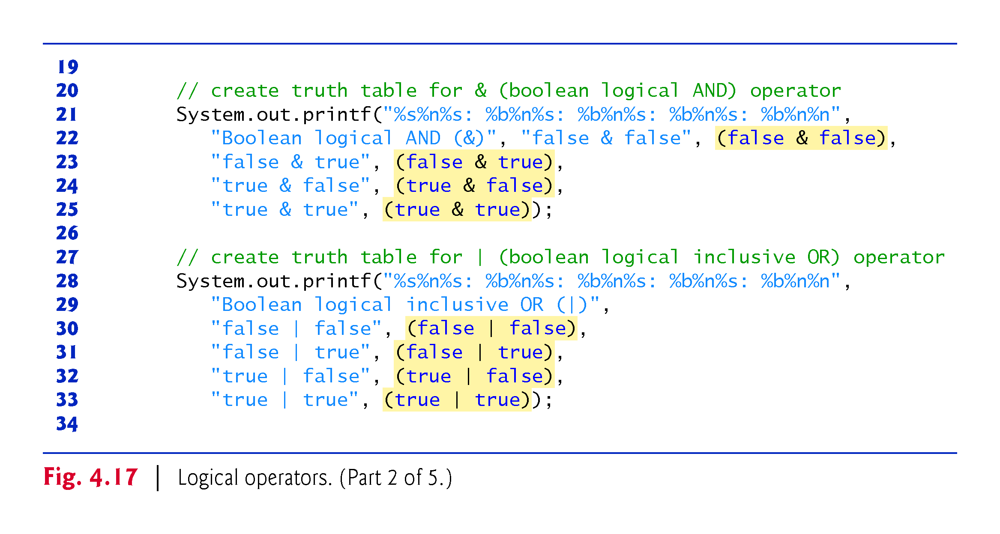 19
20 // create truth table for & (boolean logical AND) operator
21 System.out.printf("%s%n%s: %b%n%s: %b%n%s: %b%n%s: %b%n%n",
22 "Boolean logical AND (&)", "false & false", (false & false),
23 "false & true", (false & true),
24 "true & false", (true & false),
25 "true & true", (true & true));
26
27 // create truth table for | (boolean logical inclusive OR) operator
28 System.out.printf("%s%n%s: %b%n%s: %b%n%s: %b%n%s: %b%n%n",
29 "Boolean logical inclusive OR (|)",
30 "false | false", (false | false),
31 "false | true", (false | true),
32 "true | false", (true | false),
33 "true | true", (true | true));
34
Fig. 4.17 | Logical operators. (Part 2 of 5.)